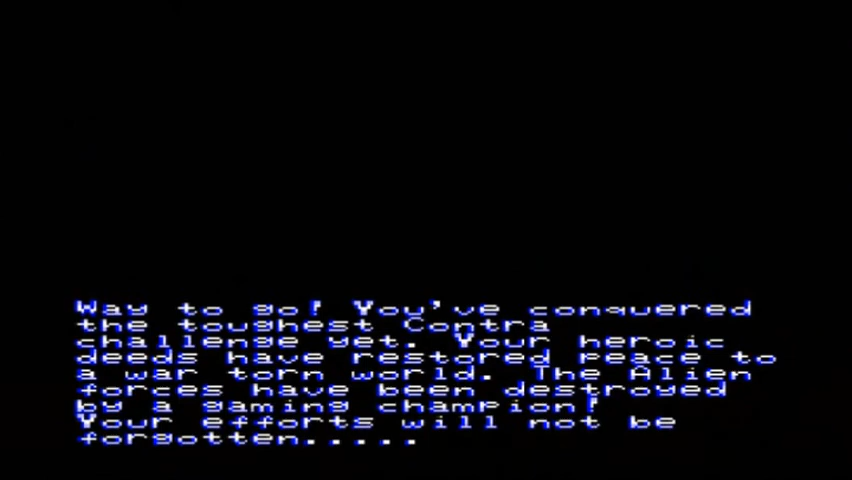 Way to go! You've conquered
the toughest Contra
challenge yet. Your heroic
deeds have restored peace to
a war torn world. The Alien
forces have been destroyed
by a gaming champion!
Your efforts will not be
forgotten.....